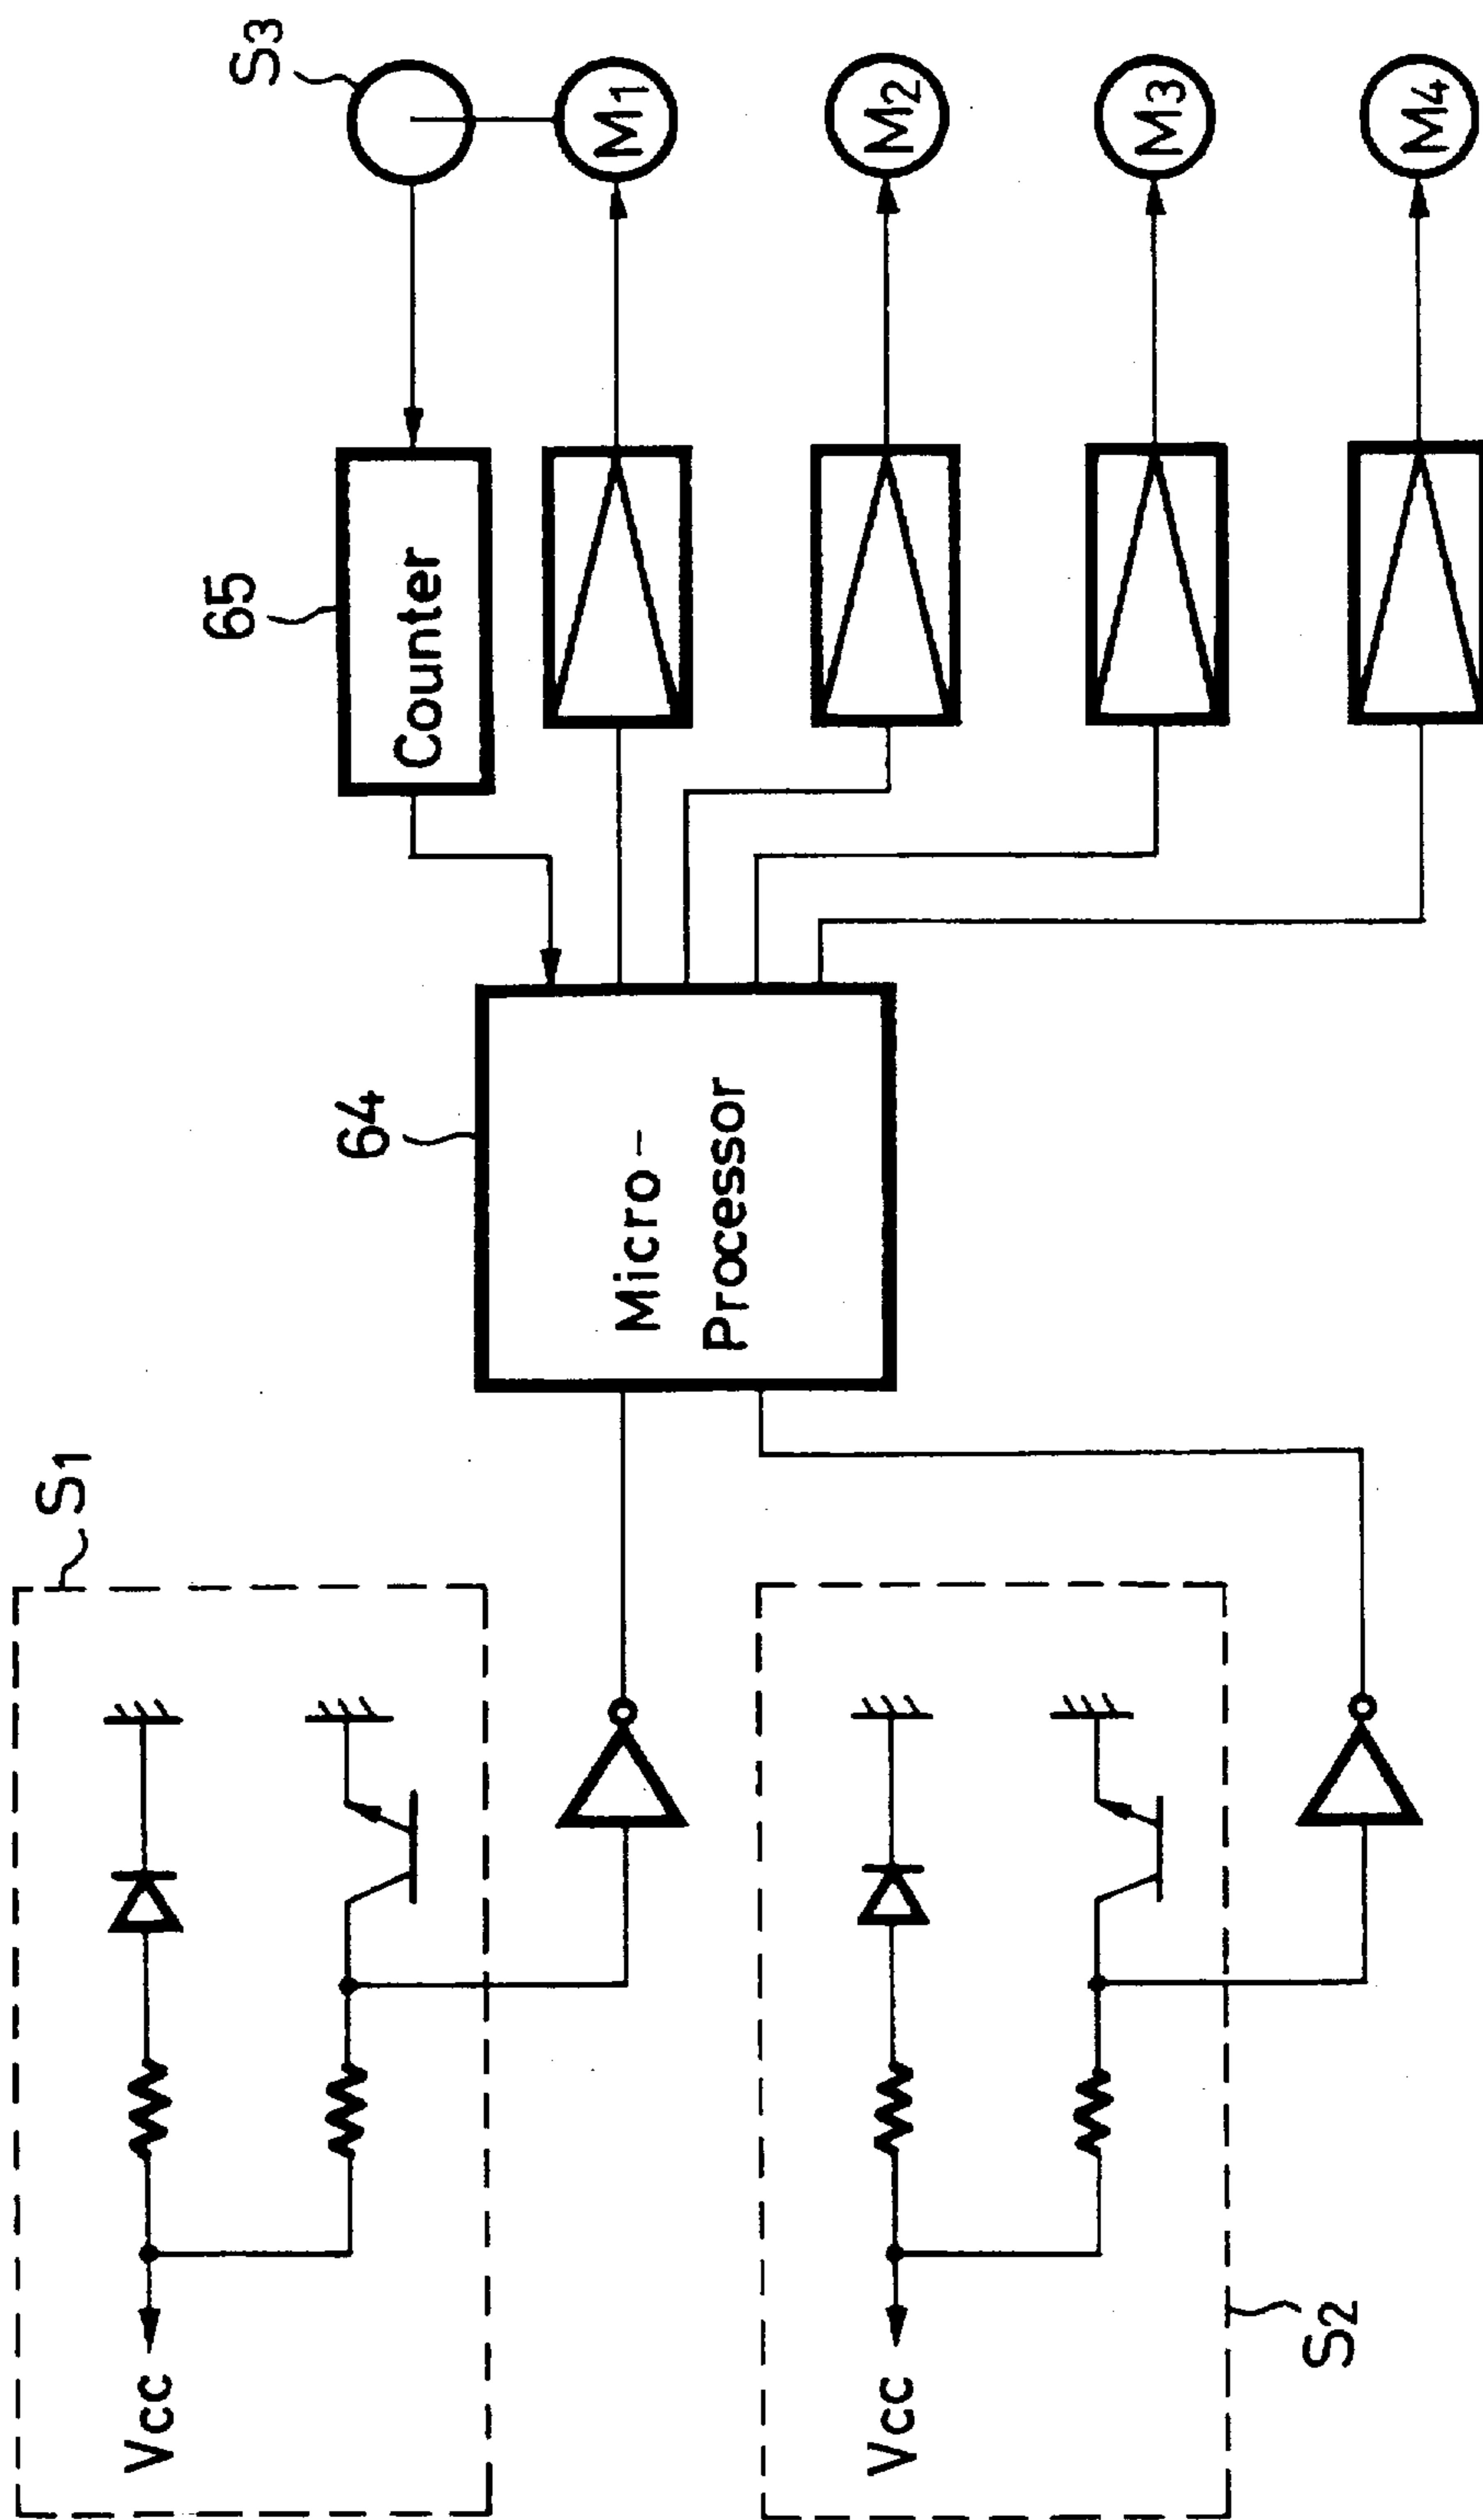 S1
Vcc
S2
Vcc
64
Micro-
Processor
65
Counter
S3
M1
M2
M3
M4